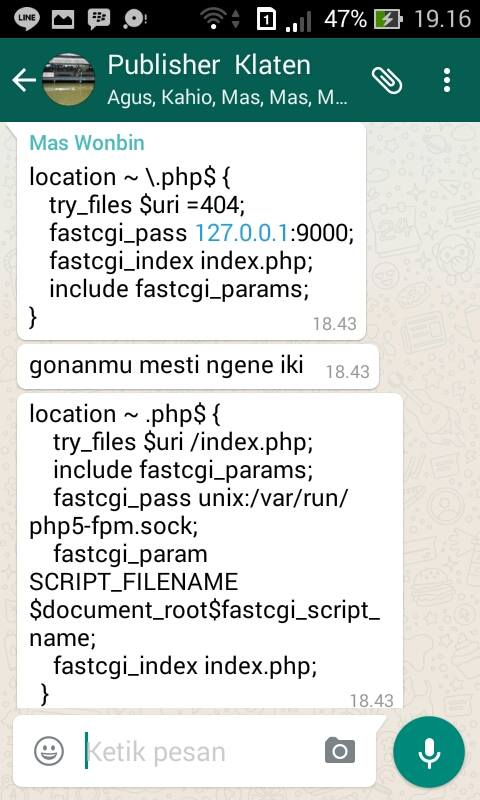 LINE
1
47%
19.16
Publisher Klaten
Agus, Kahio, Mas, Mas, M...
Mas Wonbin
location ~ \.php$ {
try_files $uri =404;
fastcgi_pass 127.0.0.1:9000;
fastcgi_index index.php;
include fastcgi_params;
}
18.43
gonanmu mesti ngene iki
18.43
location ~ .php$ {
try_files $uri /index.php;
include fastcgi_params;
fastcgi_pass unix:/var/run/
php5-fpm.sock;
fastcgi_param
SCRIPT_FILENAME
$document_root$fastcgi_script_
name;
fastcgi_index index.php;
}
18.43
Ketik pesan